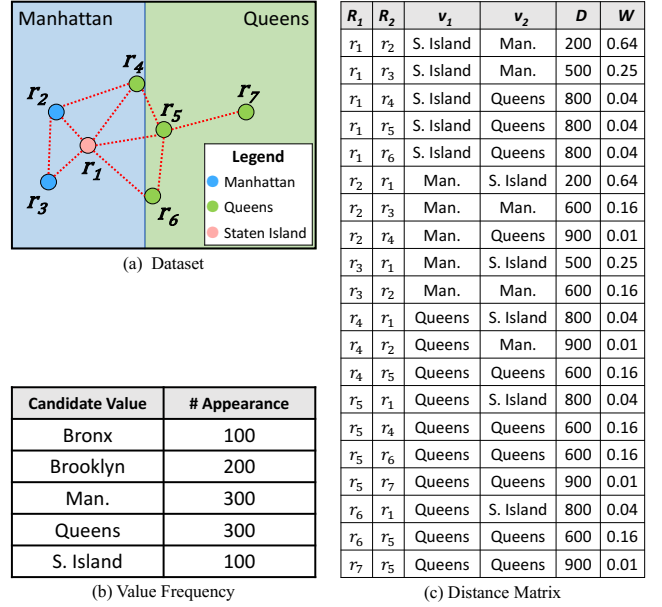 Manhattan Queens
r4
r2
r7
r5
r1
r3
r6
Legend
Manhattan
Queens
Staten Island
(a) Dataset
Candidate Value # Appearance
Bronx 100
Brooklyn 200
Man. 300
Queens 300
S. Island 100
(b) Value Frequency
R1 R2 v1 v2 D W
r1 r2 S. Island Man. 200 0.64
r1 r3 S. Island Man. 500 0.25
r1 r4 S. Island Queens 800 0.04
r1 r5 S. Island Queens 800 0.04
r1 r6 S. Island Queens 800 0.04
r2 r1 Man. S. Island 200 0.64
r2 r3 Man. Man. 600 0.16
r2 r4 Man. Queens 900 0.01
r3 r1 Man. S. Island 500 0.25
r3 r2 Man. Man. 600 0.16
r4 r1 Queens S. Island 800 0.04
r4 r2 Queens Man. 900 0.01
r4 r5 Queens Queens 600 0.16
r5 r1 Queens S. Island 800 0.04
r5 r4 Queens Queens 600 0.16
r5 r6 Queens Queens 600 0.16
r5 r7 Queens Queens 900 0.01
r6 r1 Queens S. Island 800 0.04
r6 r5 Queens Queens 600 0.16
r7 r5 Queens Queens 900 0.01
(c) Distance Matrix